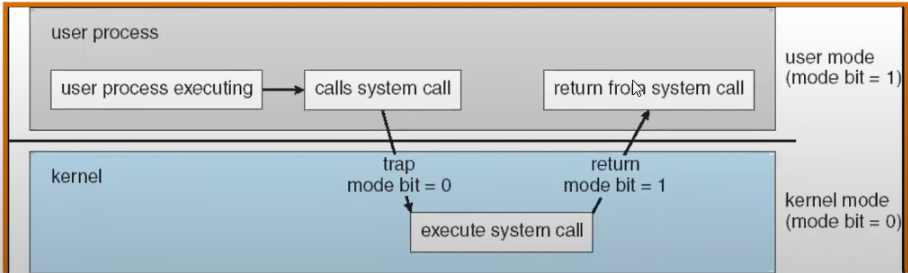 user process
user process executing
calls system call
return from system call
user mode
(mode bit = 1)
trap
mode bit = 0
return
mode bit = 1
kernel
execute system call
kernel mode
(mode bit = 0)